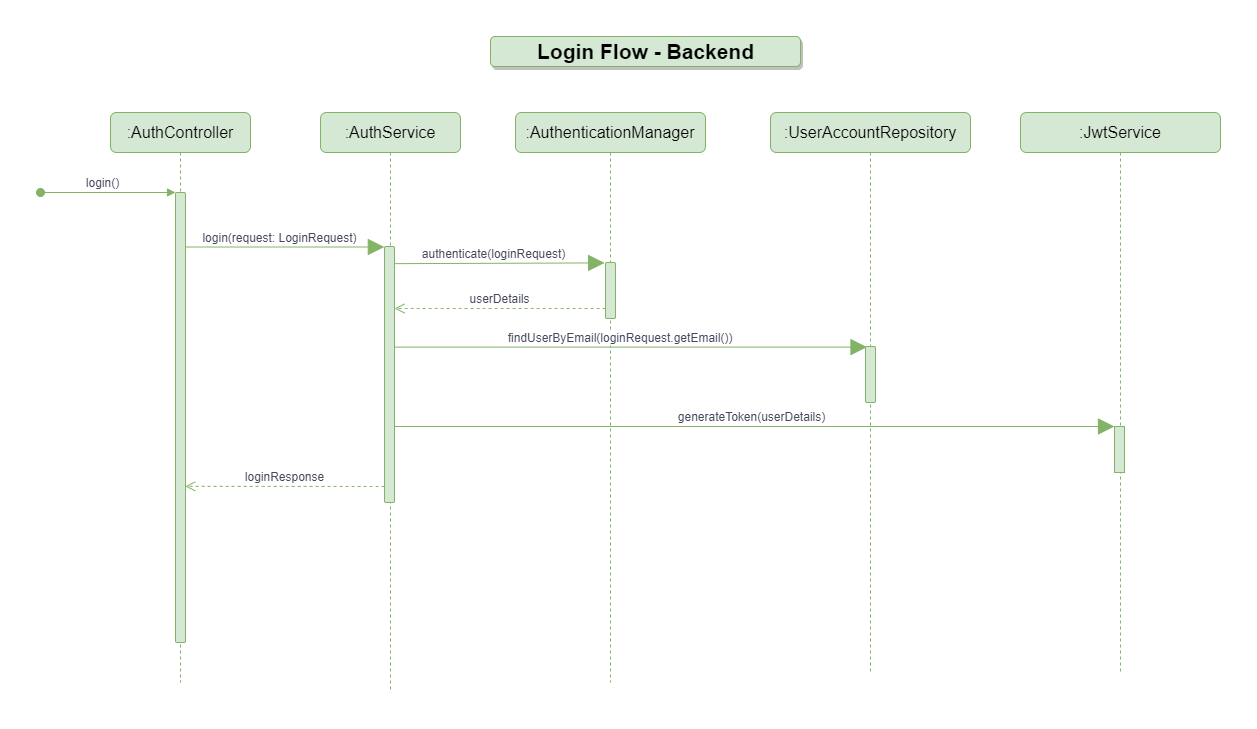 Login Flow - Backend
:AuthController
:AuthService
:AuthenticationManager
:UserAccountRepository
:JwtService
login()
login(request: LoginRequest)
authenticate(loginRequest)
userDetails
findUserByEmail(loginRequest.getEmail())
generateToken(userDetails)
loginResponse